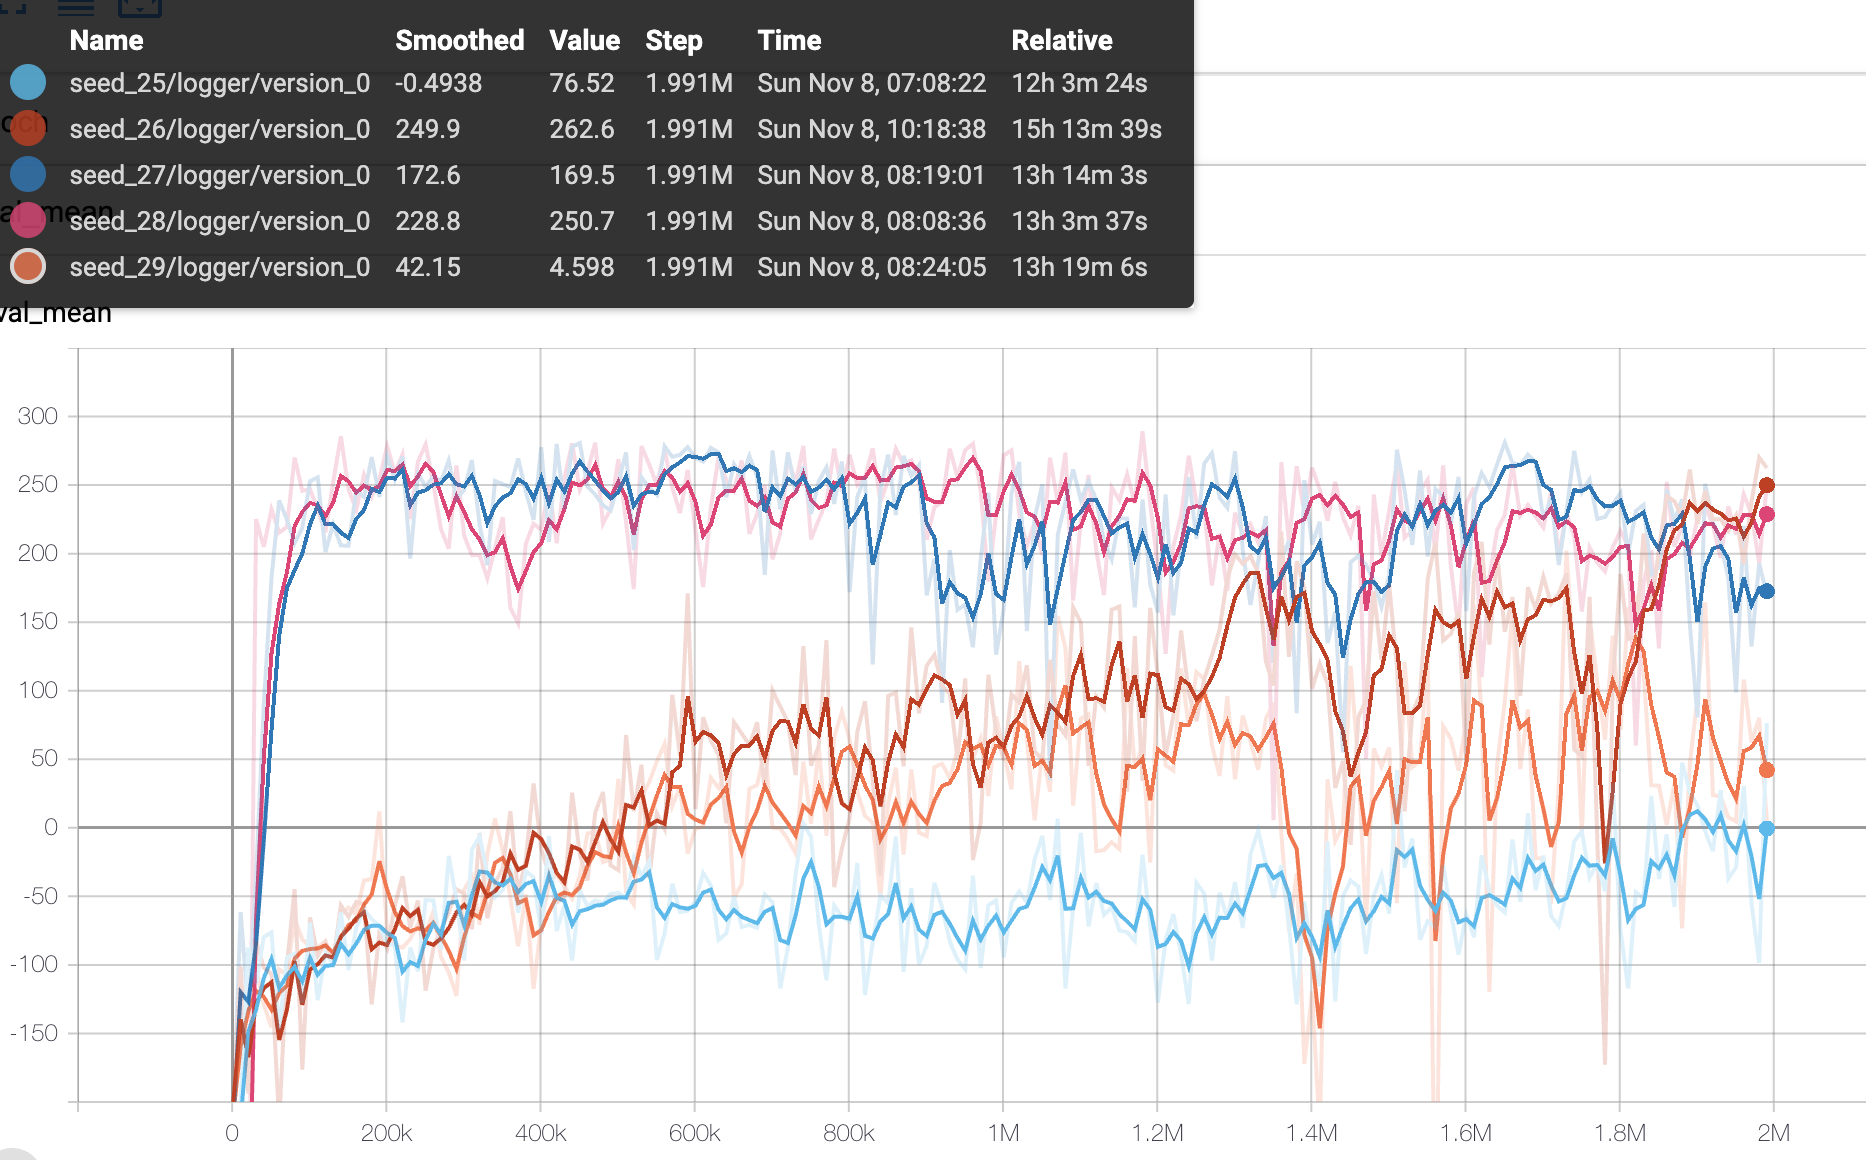 Name Smoothed Value Step Time Relative
seed_25/logger/version_0 -0.4938 76.52 1.991M Sun Nov 8, 07:08:22 12h 3m 24s
seed_26/logger/version_0 249.9 262.6 1.991M Sun Nov 8, 10:18:38 15h 13m 39s
seed_27/logger/version_0 172.6 169.5 1.991M Sun Nov 8, 08:19:01 13h 14m 3s
seed_28/logger/version_0 228.8 250.7 1.991M Sun Nov 8, 08:08:36 13h 3m 37s
seed_29/logger/version_0 42.15 4.598 1.991M Sun Nov 8, 08:24:05 13h 19m 6s
val_mean
300
250
200
150
100
50
0
-50
-100
-150
0 200k 400k 600k 800k 1M 1.2M 1.4M 1.6M 1.8M 2M